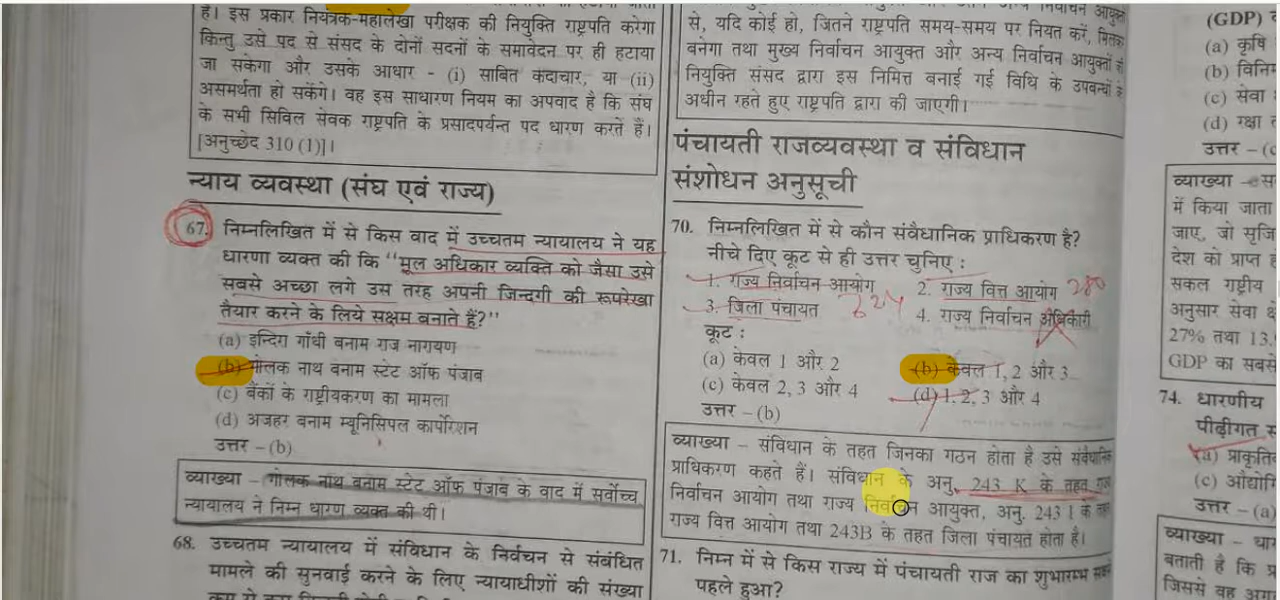 है। इस प्रकार नियंत्रक-महालेखा परीक्षक की नियुक्ति राष्ट्रपति करेगा
किन्तु उसे पद से संसद के दोनों सदनों के समावेदन पर ही हटाया
जा सकेगा और उसके आधार - (i) साबित कदाचार, या (ii)
असमर्थता हो सकेंगे। वह इस साधारण नियम का अपवाद है कि संघ
के सभी सिविल सेवक राष्ट्रपति के प्रसादपर्यन्त पद धारण करते हैं।
[अनुच्छेद 310 (1)]।
न्याय व्यवस्था (संघ एवं राज्य)
67. निम्नलिखित में से किस वाद में उच्चतम न्यायालय ने यह
धारणा व्यक्त की कि "मूल अधिकार व्यक्ति को जैसा उसे
सबसे अच्छा लगे उस तरह अपनी जिन्दगी की रूपरेखा
तैयार करने के लिये सक्षम बनाते हैं?"
(a) इन्दिरा गाँधी बनाम राज नारायण
(b) गोलक नाथ बनाम स्टेट ऑफ पंजाब
(c) बैंकों के राष्ट्रीयकरण का मामला
(d) अजहर बनाम म्यूनिसिपल कार्पोरेशन
उत्तर –(b)
व्याख्या – गोलक नाथ बनाम स्टेट ऑफ पंजाब के वाद में सर्वोच्च
न्यायालय ने निम्न धारण व्यक्त की थी।
68. उच्चतम न्यायालय में संविधान के निर्वचन से संबंधित
मामले की सुनवाई करने के लिए न्यायाधीशों की संख्या
से, यदि कोई हो, जितने राष्ट्रपति समय-समय पर नियत करें, मिलकर
बनेगा तथा मुख्य निर्वाचन आयुक्त और अन्य निर्वाचन आयुक्तों की
नियुक्ति संसद द्वारा इस निमित्त बनाई गई विधि के उपबन्धों के
अधीन रहते हुए राष्ट्रपति द्वारा की जाएगी।
पंचायती राजव्यवस्था व संविधान
संशोधन अनुसूची
70. निम्नलिखित में से कौन संवैधानिक प्राधिकरण है?
नीचे दिए कूट से ही उत्तर चुनिए :
1. राज्य निर्वाचन आयोग 2. राज्य वित्त आयोग 280
3. जिला पंचायत 4. राज्य निर्वाचन अधिकारी
कूट :
(a) केवल 1 और 2 (b) केवल 1, 2 और 3
(c) केवल 2, 3 और 4 (d) 1, 2, 3 और 4
उत्तर –(b)
व्याख्या – संविधान के तहत जिनका गठन होता है उसे संवैधानिक
प्राधिकरण कहते हैं। संविधान के अनु. 243 K के तहत राज्य
निर्वाचन आयोग तथा राज्य निर्वाचन आयुक्त, अनु. 243 I के तहत
राज्य वित्त आयोग तथा 243B के तहत जिला पंचायत होता है।
71. निम्न में से किस राज्य में पंचायती राज का शुभारम्भ सबसे
पहले हुआ?
(GDP)
(a) कृषि
(b)
(c) सेवा
(d) रक्षा
उत्तर –(c
व्याख्या –
में किया जाता
जाए, जो
देश को प्राप्त
सकल राष्ट्रीय
अनुसार सेवा
27% तथा 13.
GDP का सबसे
74. धारणीय
पीढ़ीगत
(a)
(c)
उत्तर –(a)
व्याख्या –
बताती है कि
जिससे वह